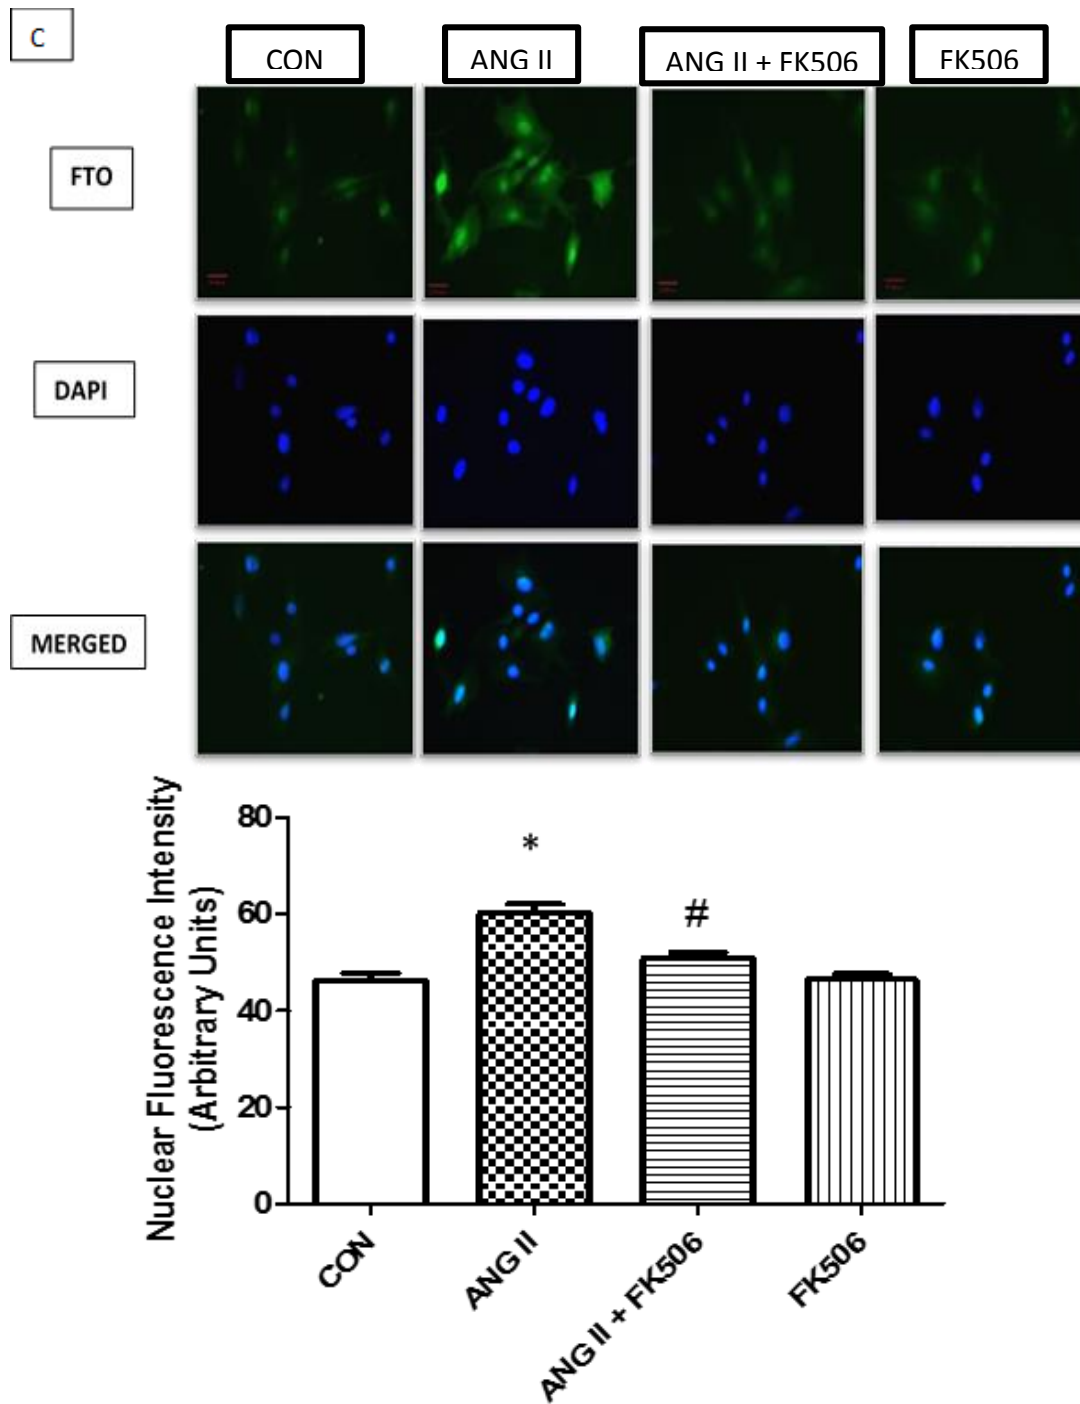 C
CON
ANG II
ANG II + FK506
FK506
FTO
DAPI
MERGED
Nuclear Fluorescence Intensity
(Arbitrary Units)
80
60
40
20
0
*
#
CON
ANG II
ANG II + FK506
FK506